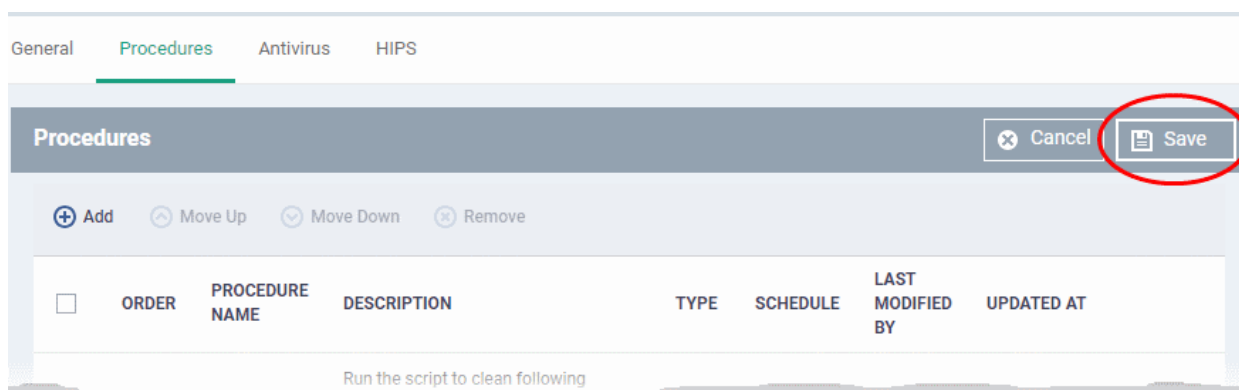 General Procedures Antivirus HIPS
Procedures Cancel Save
Add Move Up Move Down Remove
ORDER PROCEDURE NAME DESCRIPTION TYPE SCHEDULE LAST MODIFIED BY UPDATED AT
Run the script to clean following